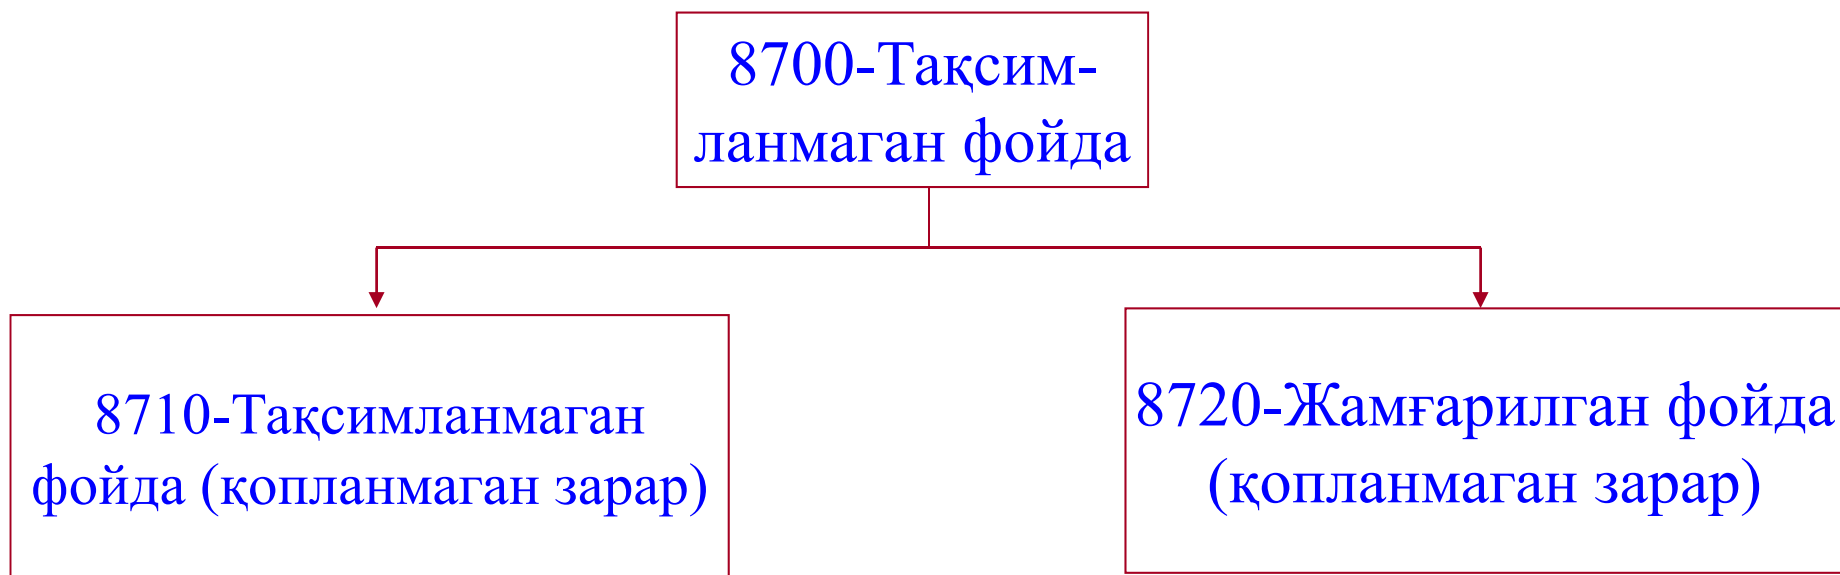 8700-Тақсим-
ланмаган фойда
8710-Тақсимланмаган
фойда (қопланмаган зарар)
8720-Жамғарилган фойда
(қопланмаган зарар)